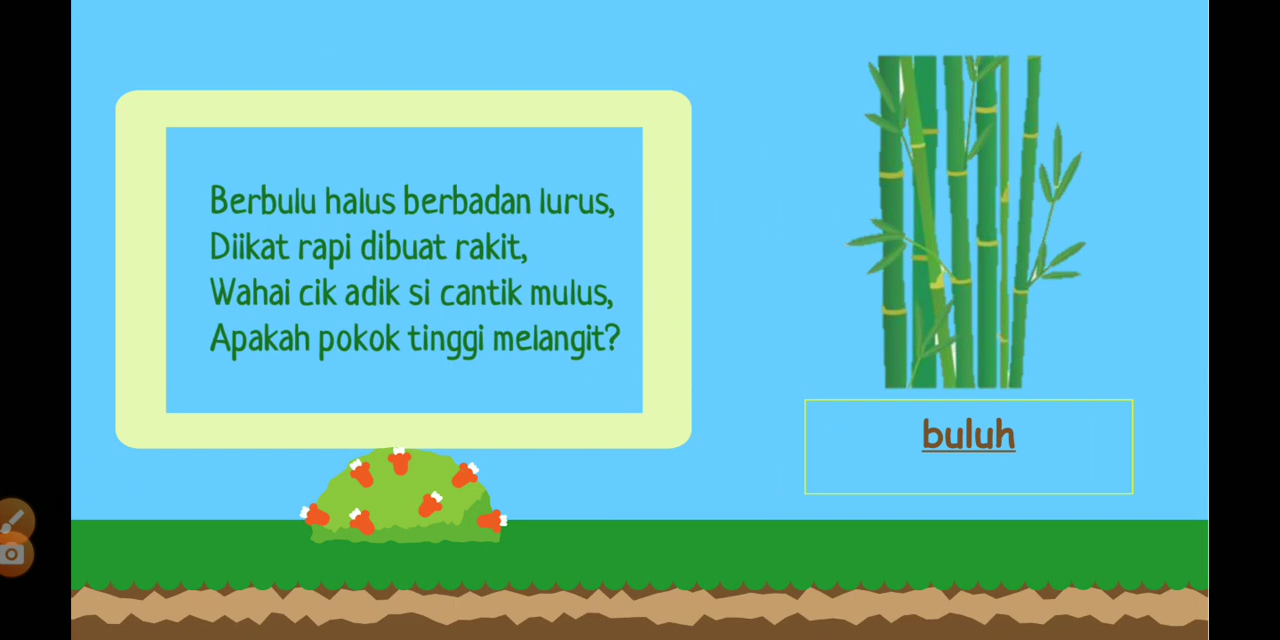 Berbulu halus berbadan lurus,
Diikat rapi dibuat rakit,
Wahai cik adik si cantik mulus,
Apakah pokok tinggi melangit?
buluh